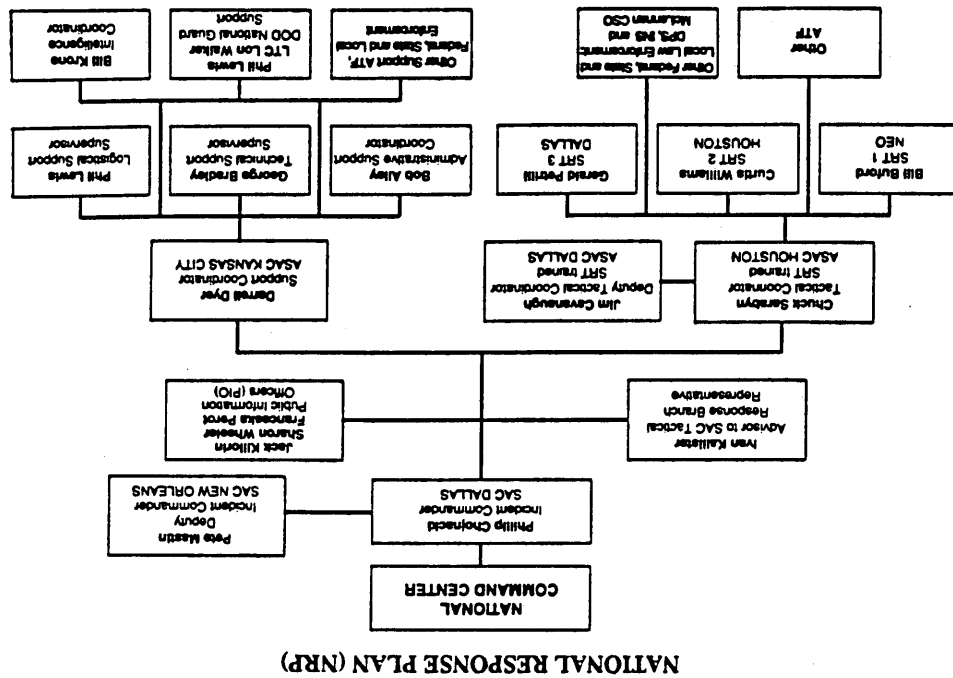 NATIONAL RESPONSE PLAN (NRP)
NATIONAL
COMMAND CENTER
Phillip Chojnacki
Incident Commander
SAC DALLAS
Pete Mastin
Deputy
Incident Commander
SAC NEW ORLEANS
Ivan Kallister
Advisor to SAC Tactical
Response Branch
Representative
Jack Killorin
Sharon Wheeler
Franceska Perot
Public Information
Officers (PIO)
Chuck Sarabyn
Tactical Coonnator
SRT trained
ASAC HOUSTON
Jim Cavanaugh
Deputy Tactical Coordinator
SRT trained
ASAC DALLAS
Darrell Dyer
Support Coordinator
ASAC KANSAS CITY
Bill Buford
SRT 1
NEO
Curtis Williams
SRT 2
HOUSTON
Gerald Petrilli
SRT 3
DALLAS
Bob Alley
Administrative Support
Coordinator
George Bradley
Technical Support
Supervisor
Phil Lewis
Logistical Support
Supervisor
Other
ATF
Other Federal, State and
Local Law Enforcement:
DPS, INS and
McLennan CSO
Other Support ATF,
Federal, State and Local
Enforcement
Phil Lewis
LTC Lon Walker
DOD National Guard
Support
Bill Krone
Intelligence
Coordinator